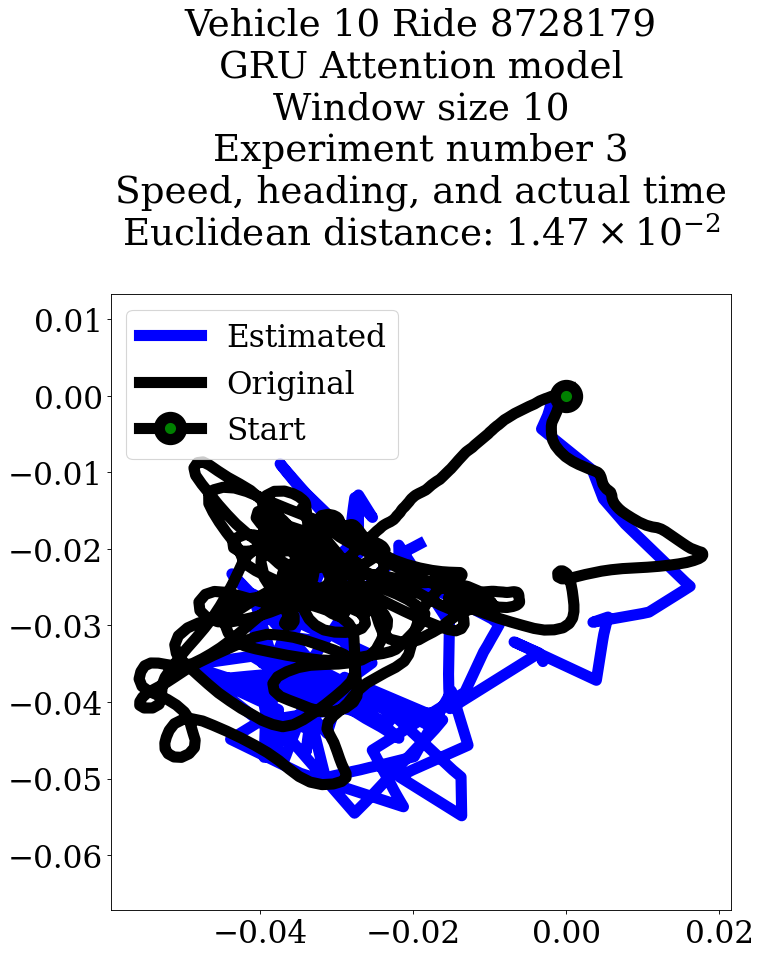 Vehicle 10 Ride 8728179
GRU Attention model
Window size 10
Experiment number 3
Speed, heading, and actual time
Euclidean distance: 1.47 × 10⁻²
Estimated
Original
Start
0.01
0.00
−0.01
−0.02
−0.03
−0.04
−0.05
−0.06
−0.04
−0.02
0.00
0.02